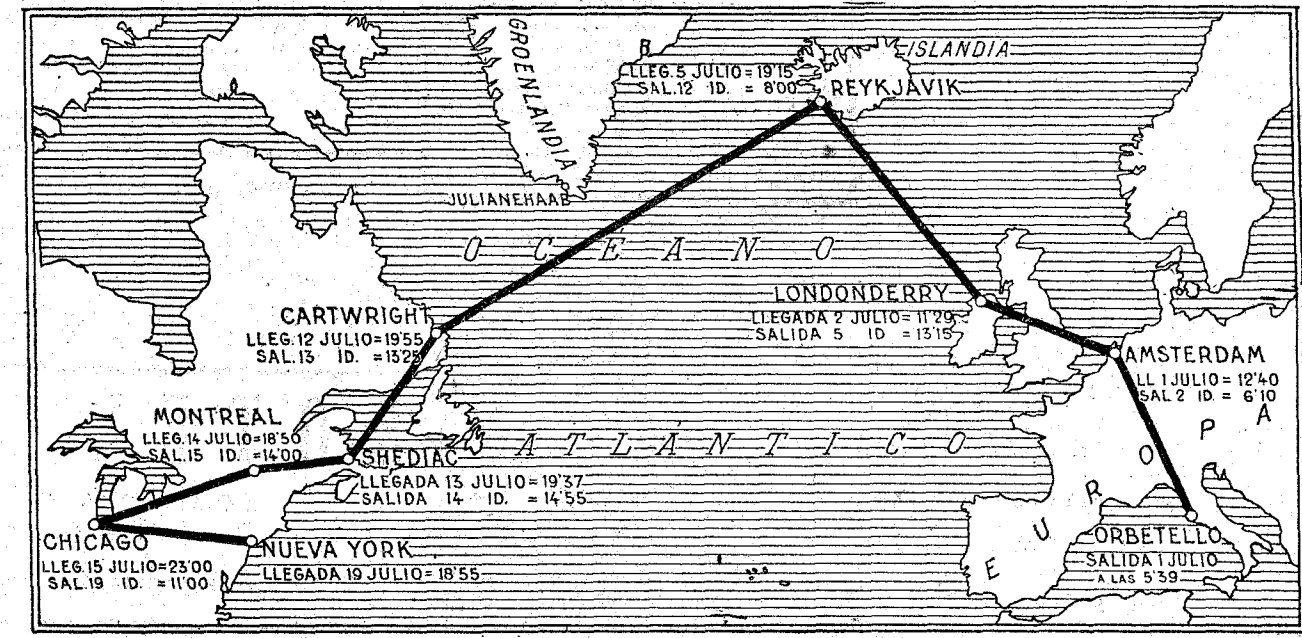 GROENLANDIA
ISLANDIA
LLEG. 5 JULIO = 19'15
SAL. 12 ID. = 8'00
REYKJAVIK
JULIANEHAAB
OCEANO
LONDONDERRY
LLEGADA 2 JULIO = 11'29
SALIDA 5 ID. = 13'15
CARTWRIGHT
LLEG. 12 JULIO = 19'55
SAL. 13 ID. = 13'25
AMSTERDAM
LL 1 JULIO = 12'40
SAL 2 ID. = 6'10
MONTREAL
LLEG. 14 JULIO = 18'50
SAL. 15 ID. = 14'00
ATLÁNTICO
EUROPA
SHEDIAC
LLEGADA 13 JULIO = 19'37
SALIDA 14 ID. = 14'55
CHICAGO
LLEG. 15 JULIO = 23'00
SAL. 19 ID. = 11'00
NUEVA YORK
LLEGADA 19 JULIO = 18'55
ORBETELLO
SALIDA 1 JULIO
A LAS 5'39